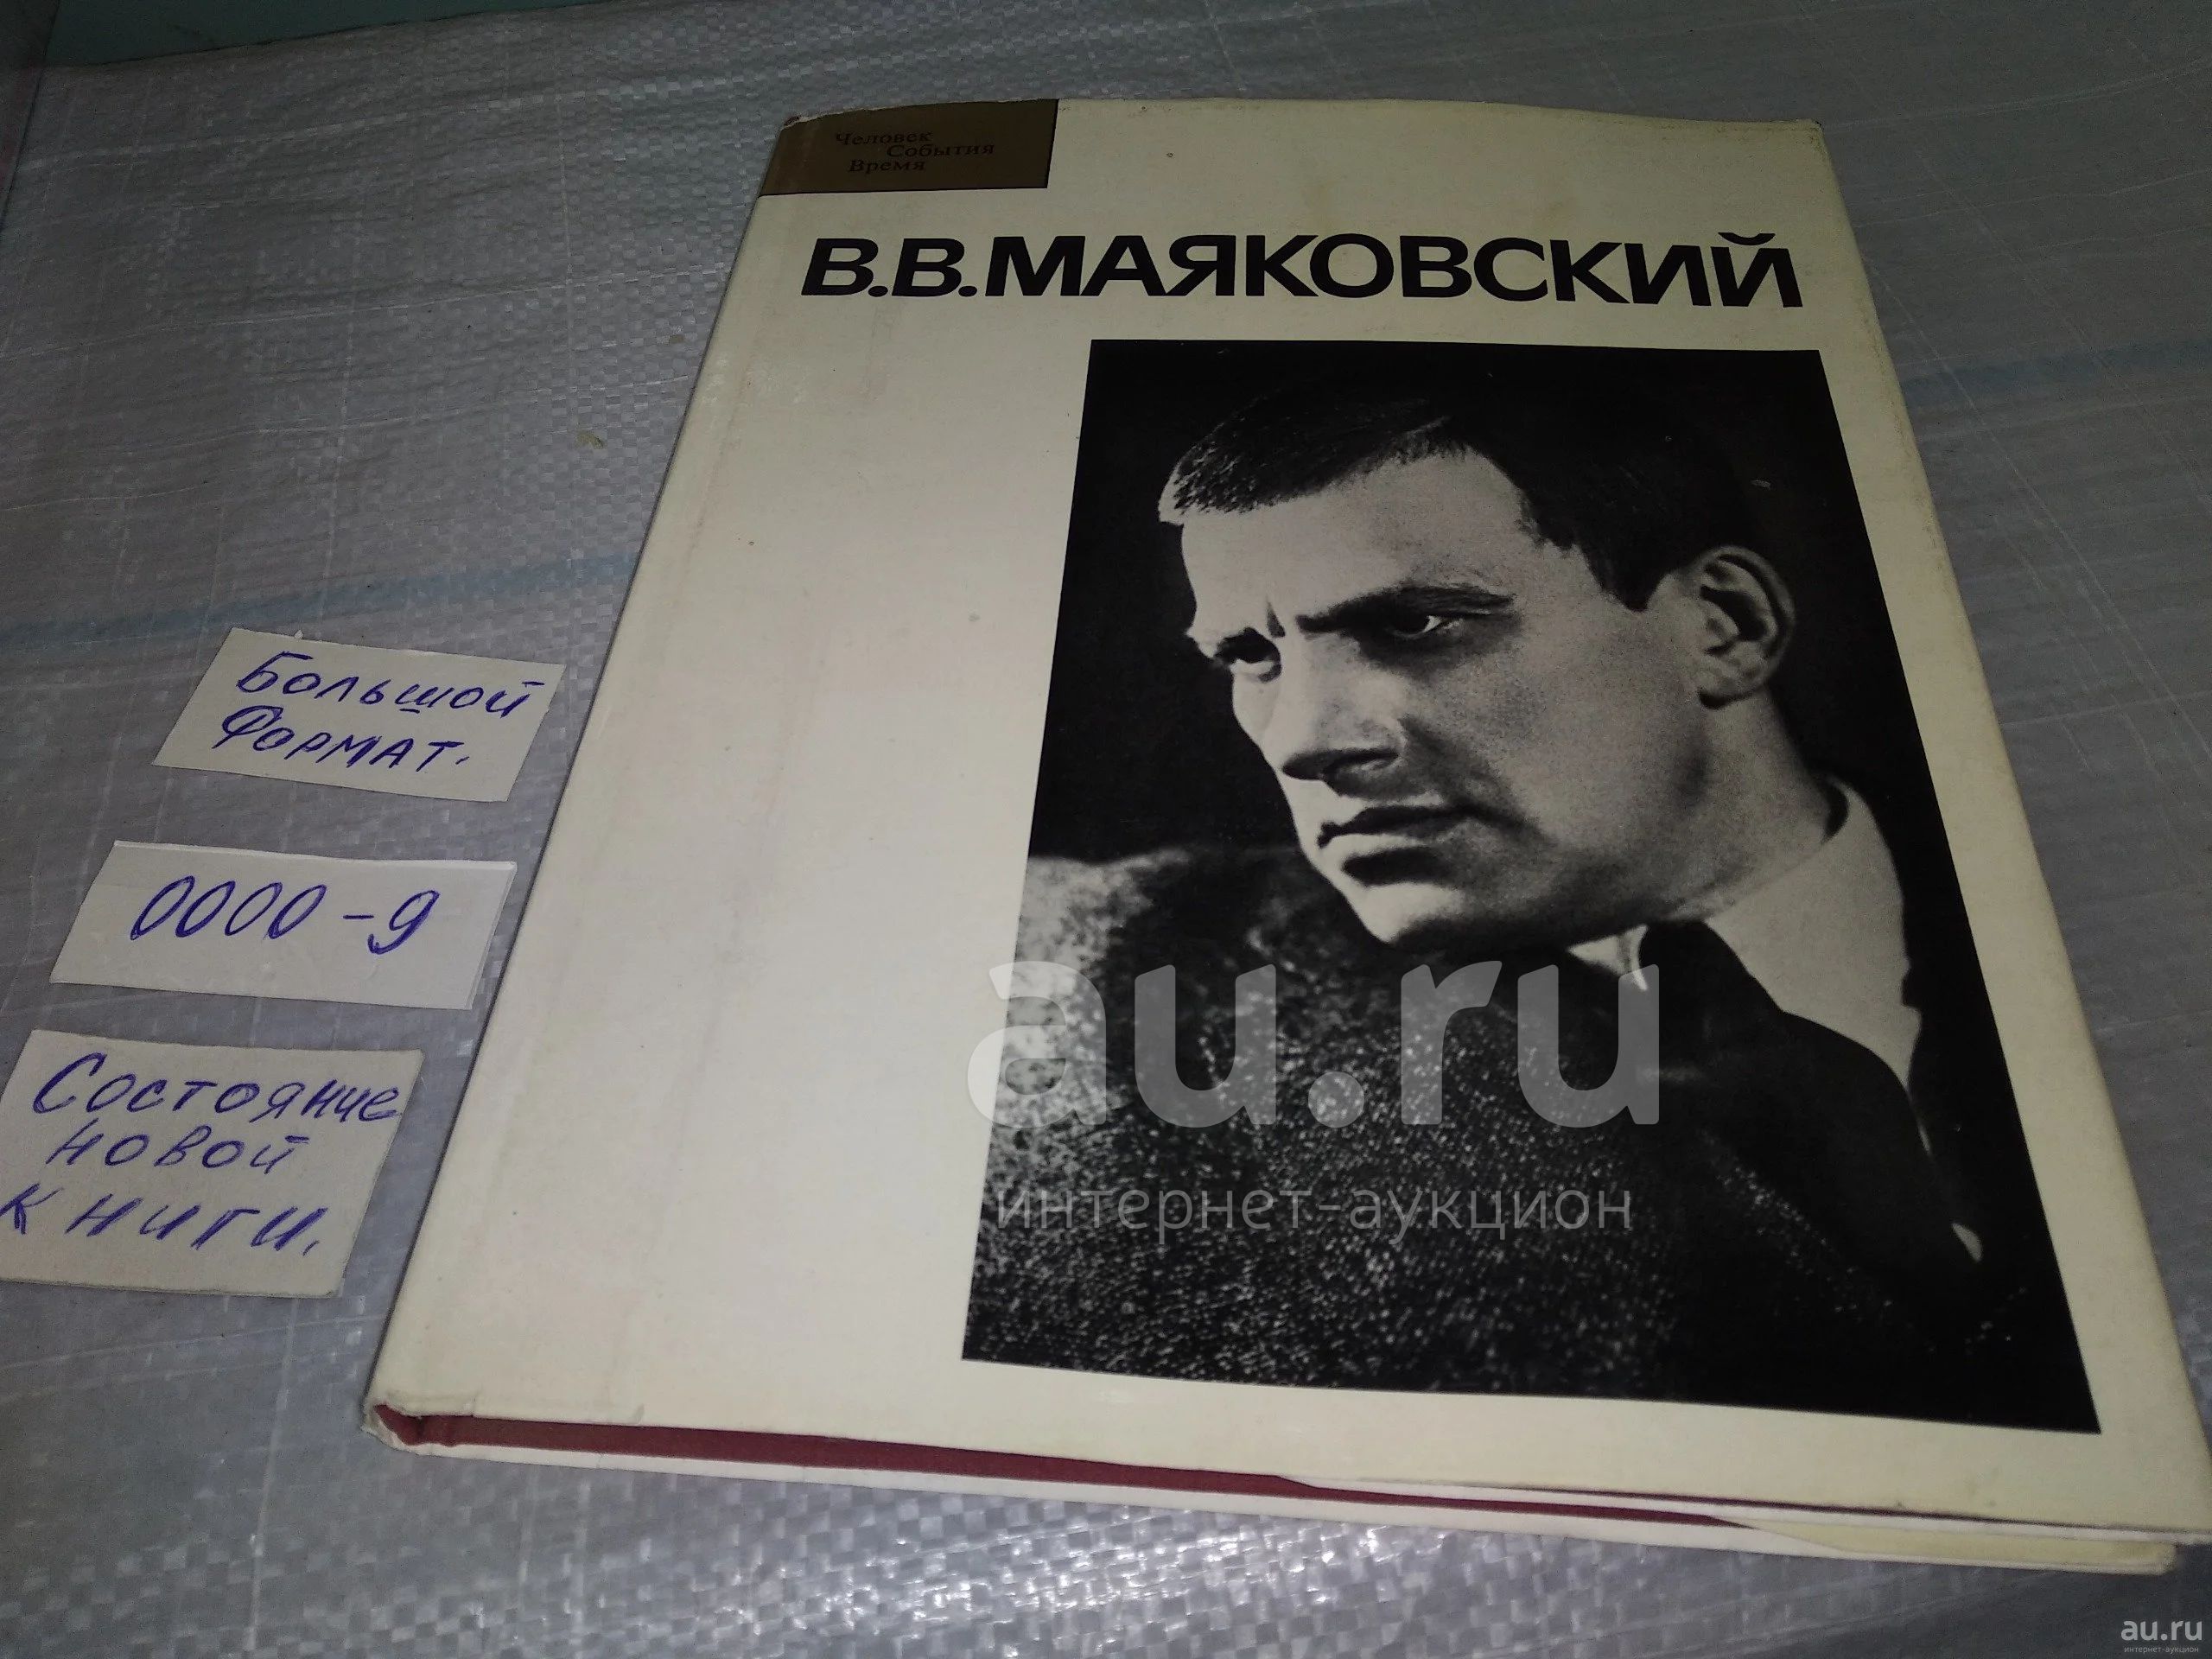 Человек
События
Время
В.В.МАЯКОВСКИЙ
Большой
Формат.
0000-9
Состояние
новой
книги.
au.ru
интернет-аукцион
au.ru
интернет-аукцион